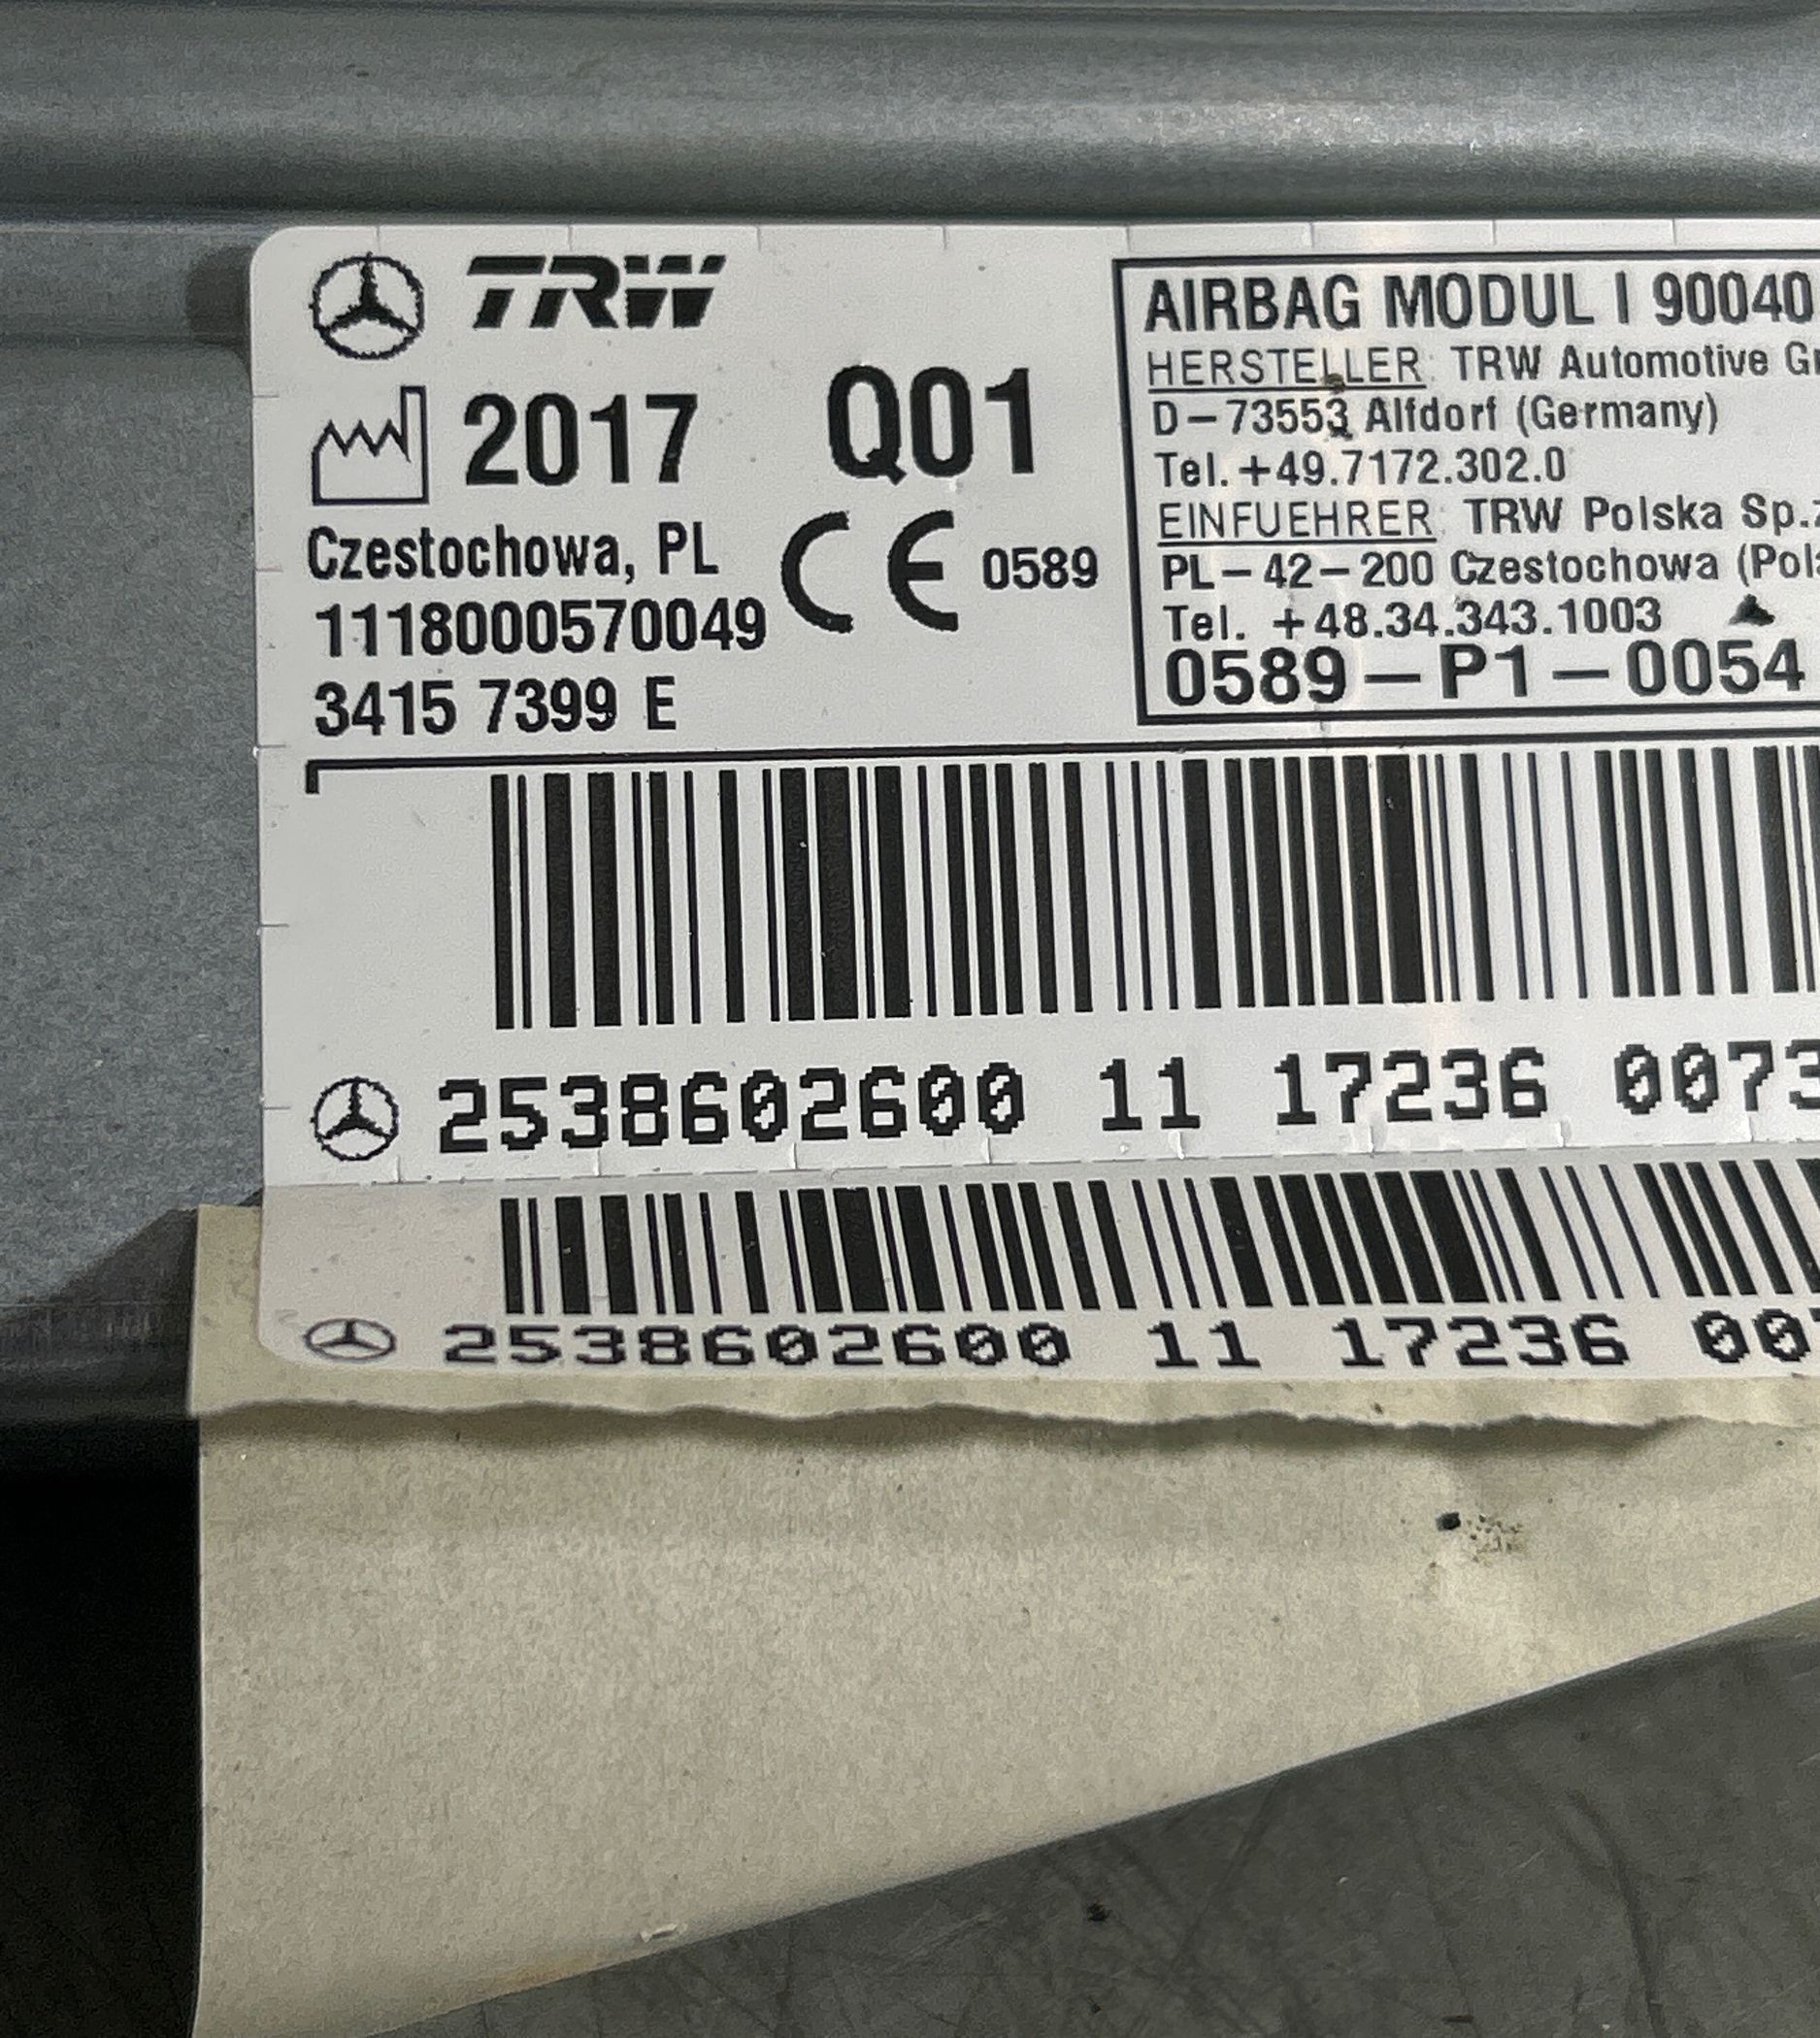 TRW
2017 Q01
Czestochowa, PL
CE 0589
1118000570049
3415 7399 E
AIRBAG MODUL I 90040
HERSTELLER: TRW Automotive
D-73553 Alfdorf (Germany)
Tel. +49.7172.302.0
EINFUEHRER: TRW Polska Sp.
PL-42-200 Czestochowa
Tel. +48.34.343.1003
0589-P1-0054
2538602600 11 17236 0073
2538602600 11 17236 00